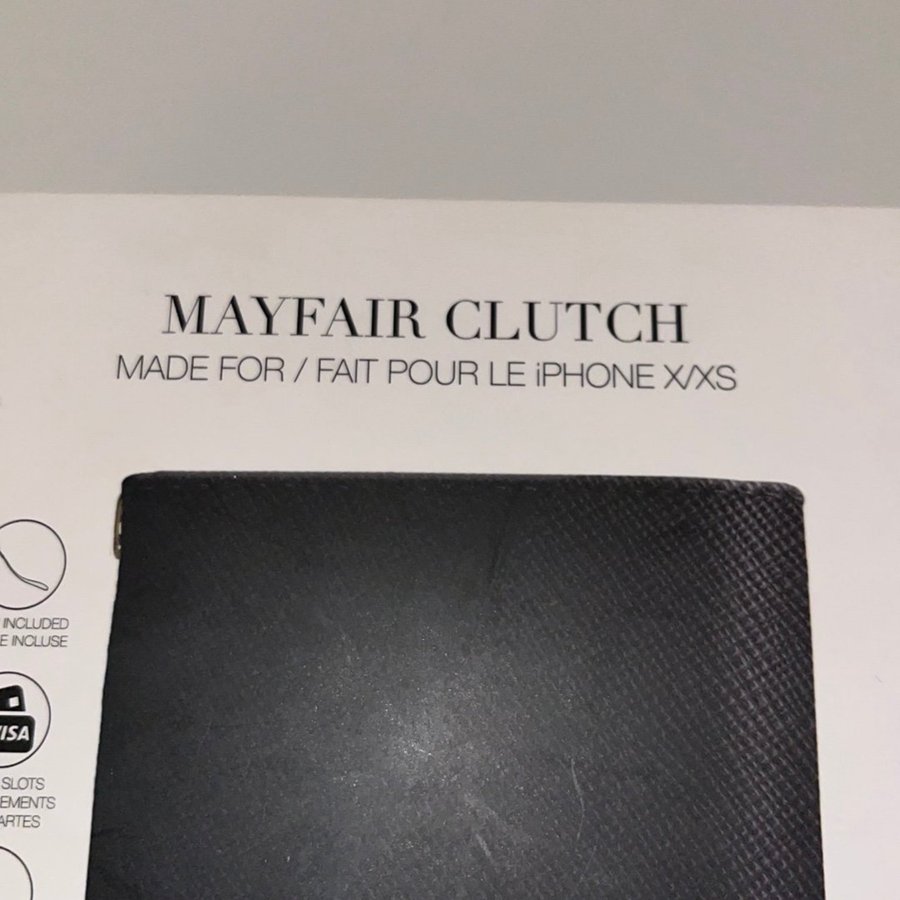 MAYFAIR CLUTCH
MADE FOR / FAIT POUR LE iPHONE X/XS
INCLUDED
E INCLUSE
VISA
SLOTS
EMENTS
ARTES